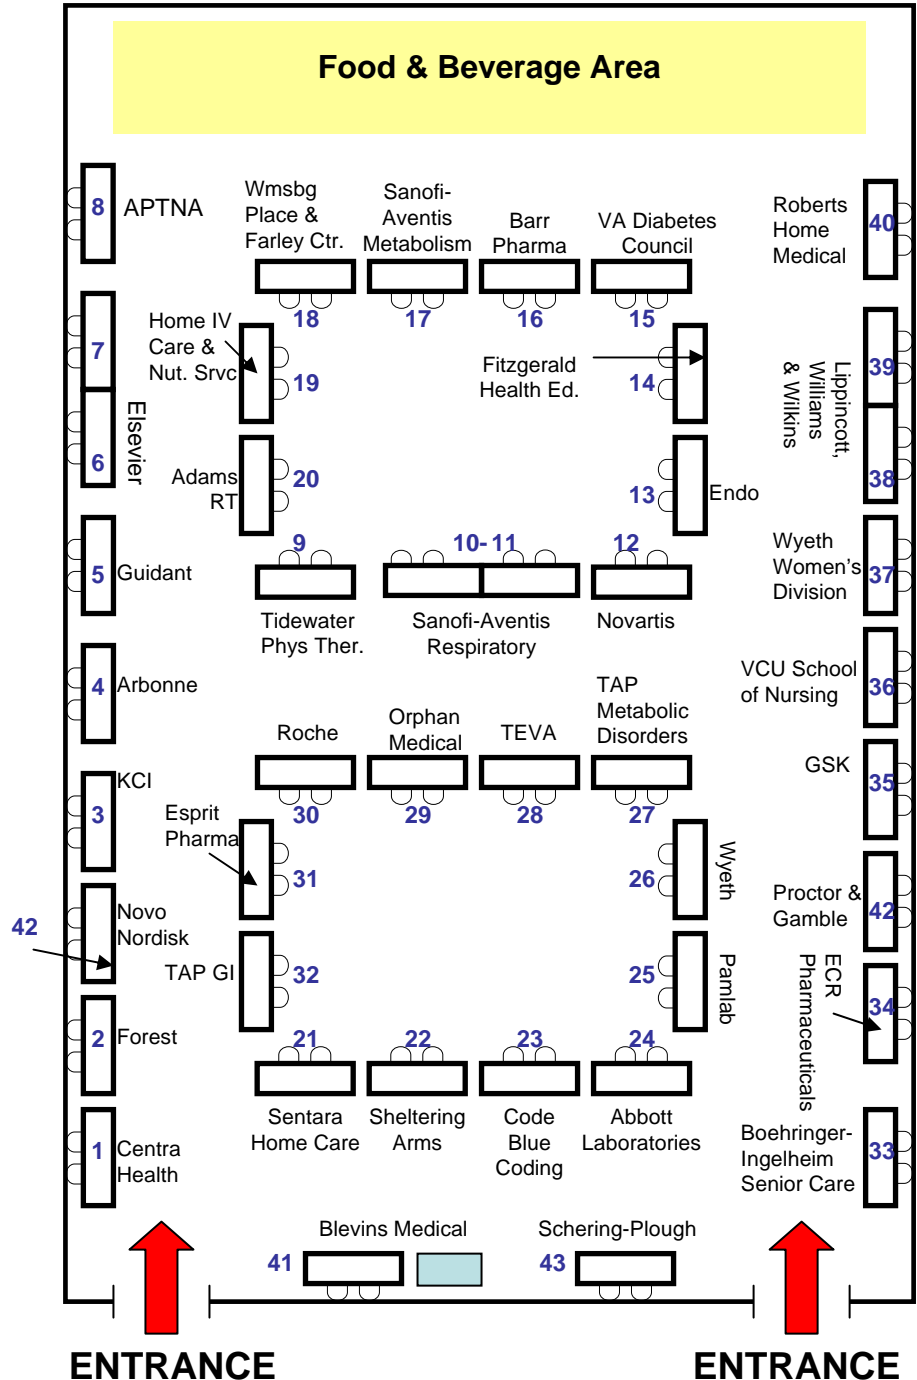 Food & Beverage Area
8
APTNA
Wmsbg
Place &
Farley Ctr.
18
Sanofi-
Aventis
Metabolism
17
Barr
Pharma
16
VA Diabetes
Council
15
Roberts
Home
Medical
40
7
Home IV
Care &
Nut. Srvc
19
Fitzgerald
Health Ed.
14
39
Lippincott,
Williams
& Wilkins
38
Elsevier
6
Adams
RT
20
13
Endo
5
Guidant
9
Tidewater
Phys Ther.
10-11
Sanofi-Aventis
Respiratory
12
Novartis
Wyeth
Women's
Division
37
4
Arbonne
VCU School
of Nursing
36
Roche
30
Orphan
Medical
29
TEVA
28
TAP
Metabolic
Disorders
27
GSK
35
3
KCI
Esprit
Pharma
31
26
Wyeth
Proctor &
Gamble
42
42
Novo
Nordisk
TAP GI
32
25
Pamlab
ECR
Pharmaceuticals
34
2
Forest
21
Sentara
Home Care
22
Sheltering
Arms
23
Code
Blue
Coding
24
Abbott
Laboratories
1
Centra
Health
Boehringer-
Ingelheim
Senior Care
33
Blevins Medical
41
Schering-Plough
43
ENTRANCE
ENTRANCE